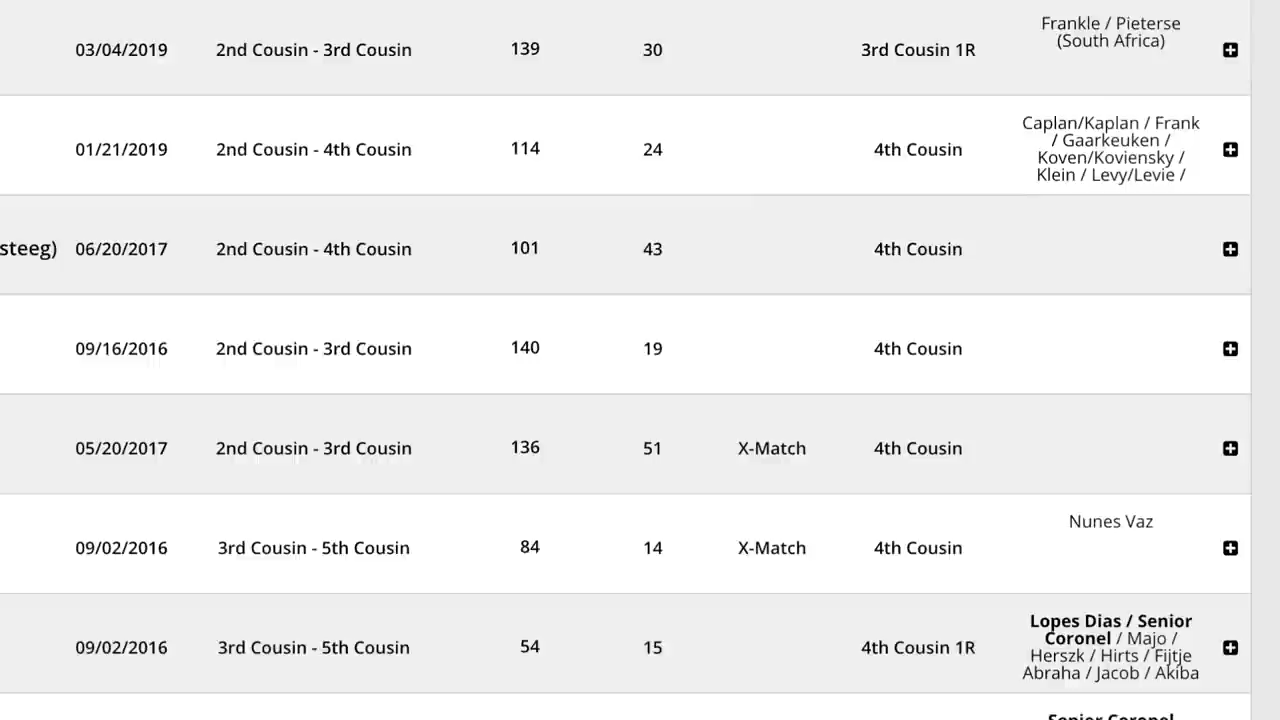 Frankle / Pieterse
03/04/2019 2nd Cousin - 3rd Cousin 139 30 3rd Cousin 1R
(South Africa)
Caplan/Kaplan / Frank
/ Gaarkeuken /
01/21/2019 2nd Cousin - 4th Cousin 114 24 4th Cousin
Koven/Koviensky /
Klein / Levy/Levie /
steeg) 06/20/2017 2nd Cousin - 4th Cousin 101 43 4th Cousin
09/16/2016 2nd Cousin - 3rd Cousin 140 19 4th Cousin
05/20/2017 2nd Cousin - 3rd Cousin 136 51 X-Match 4th Cousin
Nunes Vaz
09/02/2016 3rd Cousin - 5th Cousin 84 14 X-Match 4th Cousin
Lopes Dias / Senior
Coronel / Majo /
09/02/2016 3rd Cousin - 5th Cousin 54 15 4th Cousin 1R
Herszk / Hirts / Fijtje
Abraha / Jacob / Akiba
Senior Coronel